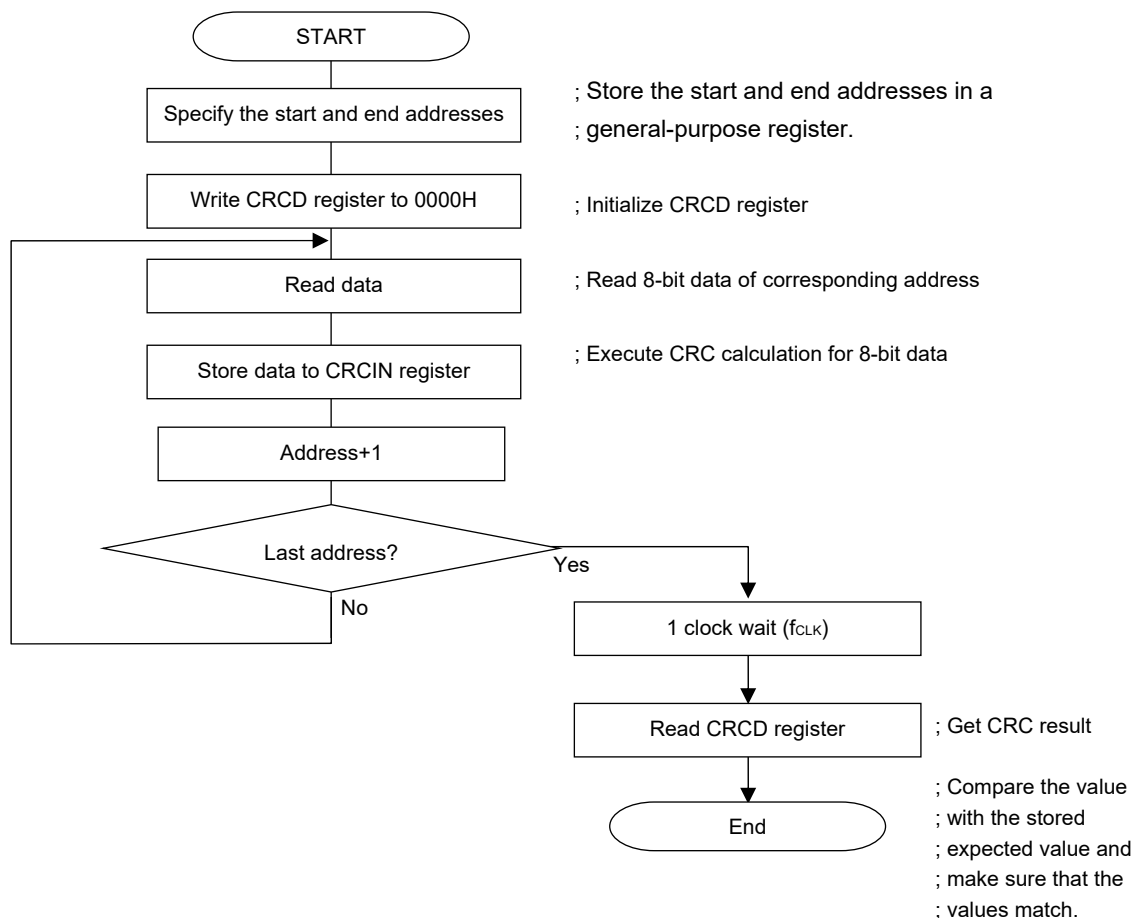 START
Specify the start and end addresses
; Store the start and end addresses in a
; general-purpose register.
Write CRCD register to 0000H
; Initialize CRCD register
Read data
; Read 8-bit data of corresponding address
Store data to CRCIN register
; Execute CRC calculation for 8-bit data
Address+1
Last address?
Yes
No
1 clock wait (fCLK)
Read CRCD register
; Get CRC result
End
; Compare the value
; with the stored
; expected value and
; make sure that the
; values match.